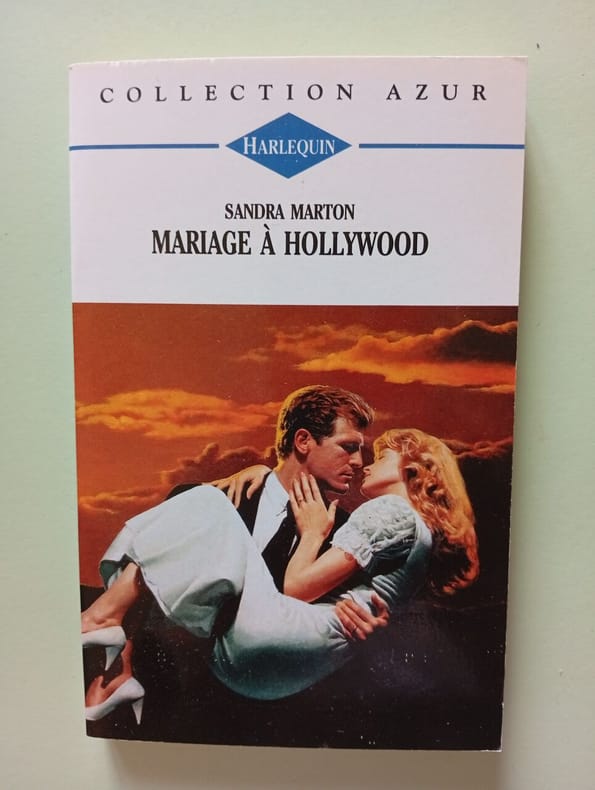 COLLECTION AZUR
HARLEQUIN
SANDRA MARTON
MARIAGE À HOLLYWOOD